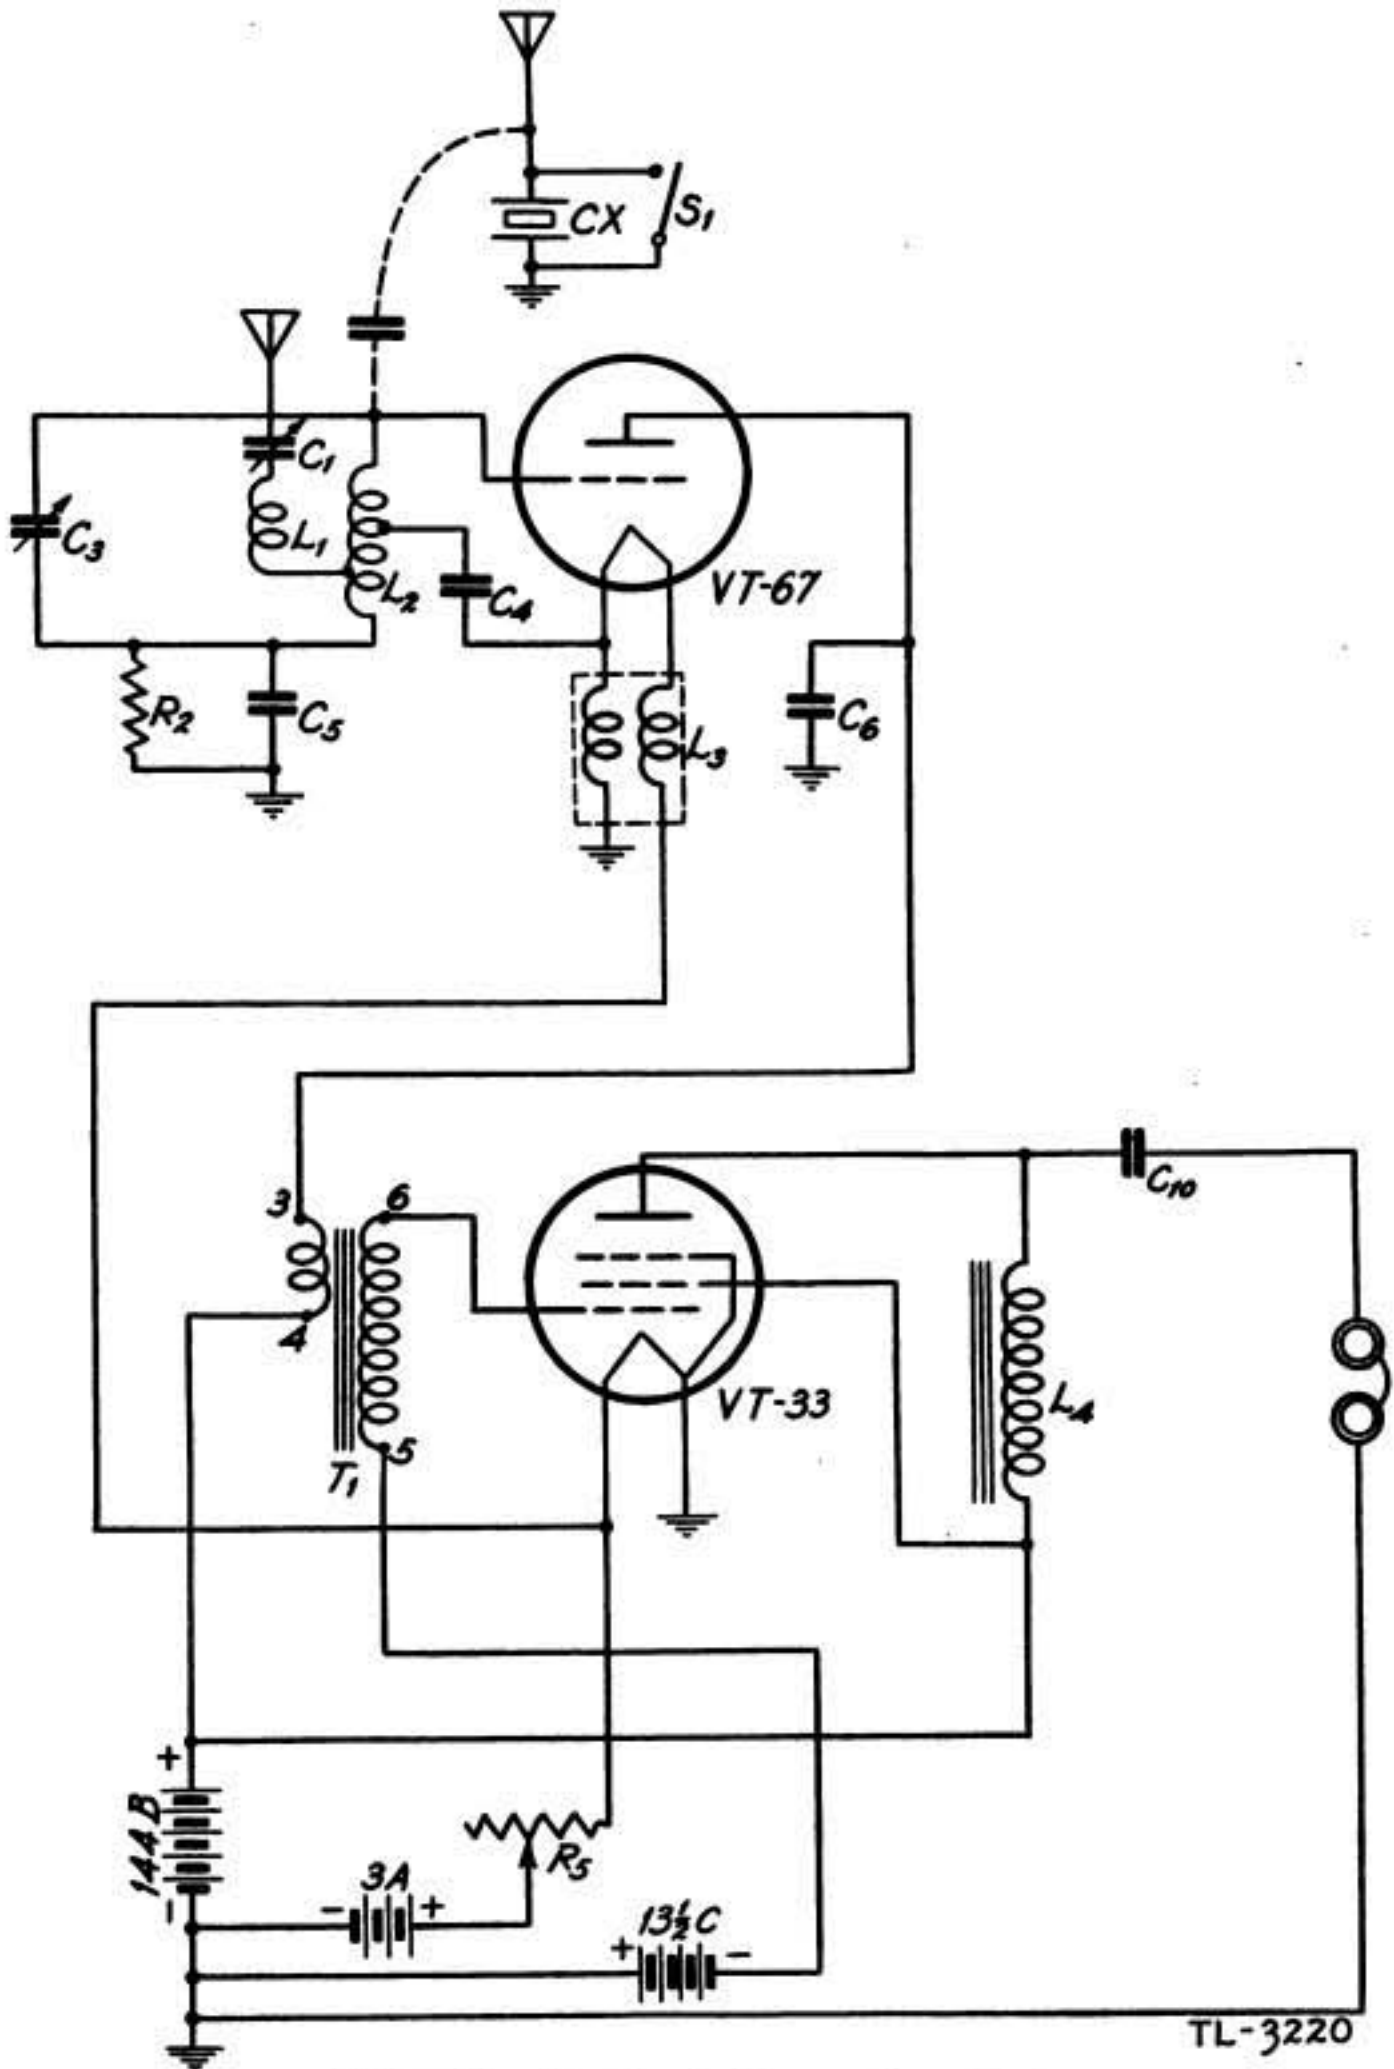 CX
S1
C1
L1
C3
L2
C4
VT-67
R2
C5
L3
C6
C10
3
6
4
5
T1
VT-33
L4
+
144 B
-
R5
- 3A +
+ 13½ C -
TL-3220